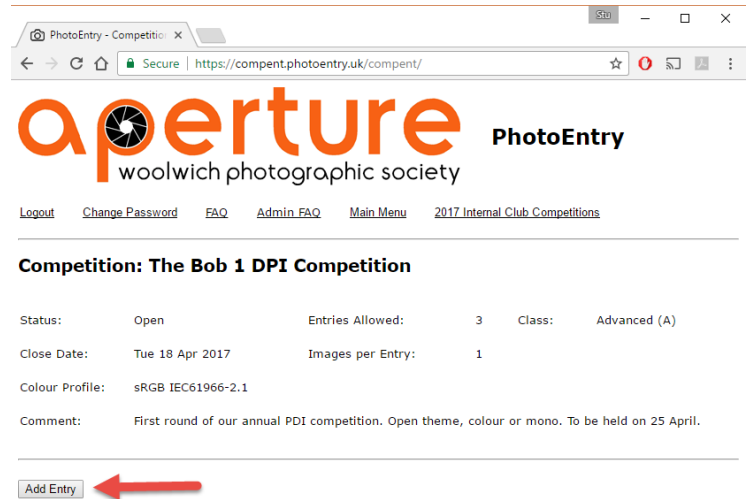 Stu
PhotoEntry - Competitio
Secure | https://compent.photoentry.uk/compent/
aperture
woolwich photographic society
PhotoEntry
Logout Change Password FAQ Admin FAQ Main Menu 2017 Internal Club Competitions
Competition: The Bob 1 DPI Competition
Status: Open Entries Allowed: 3 Class: Advanced (A)
Close Date: Tue 18 Apr 2017 Images per Entry: 1
Colour Profile: sRGB IEC61966-2.1
Comment: First round of our annual PDI competition. Open theme, colour or mono. To be held on 25 April.
Add Entry